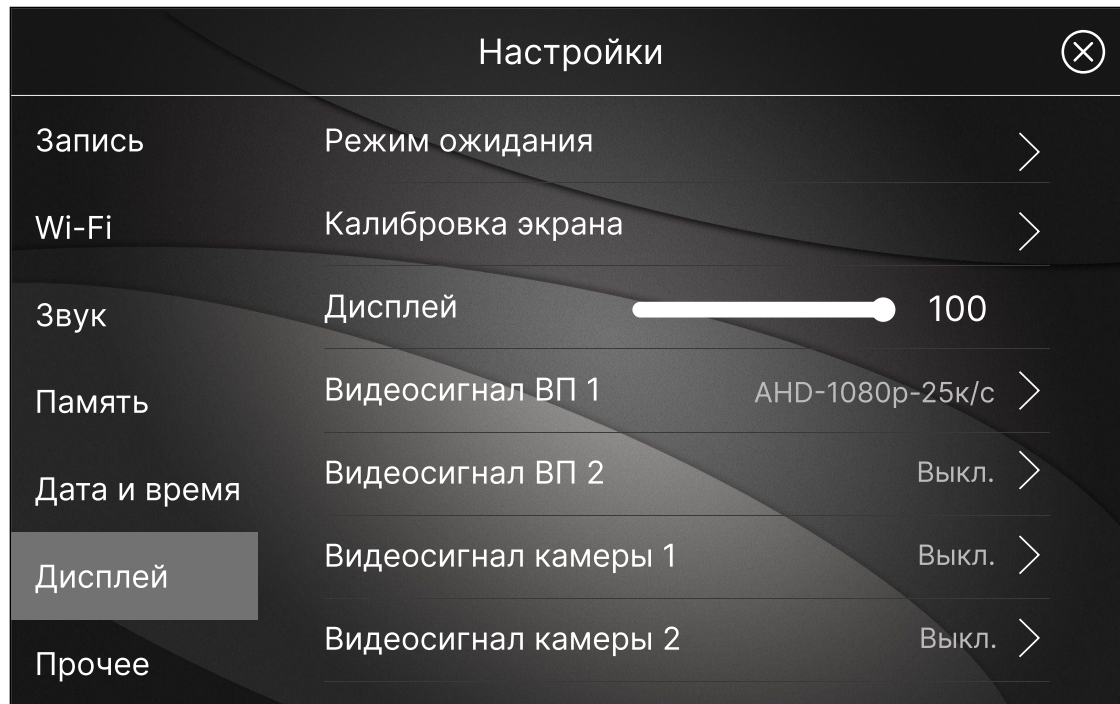 Настройки
Запись
Wi-Fi
Звук
Память
Дата и время
Дисплей
Прочее
Режим ожидания
Калибровка экрана
Дисплей 100
Видеосигнал ВП 1 AHD-1080p-25к/с
Видеосигнал ВП 2 Выкл.
Видеосигнал камеры 1 Выкл.
Видеосигнал камеры 2 Выкл.